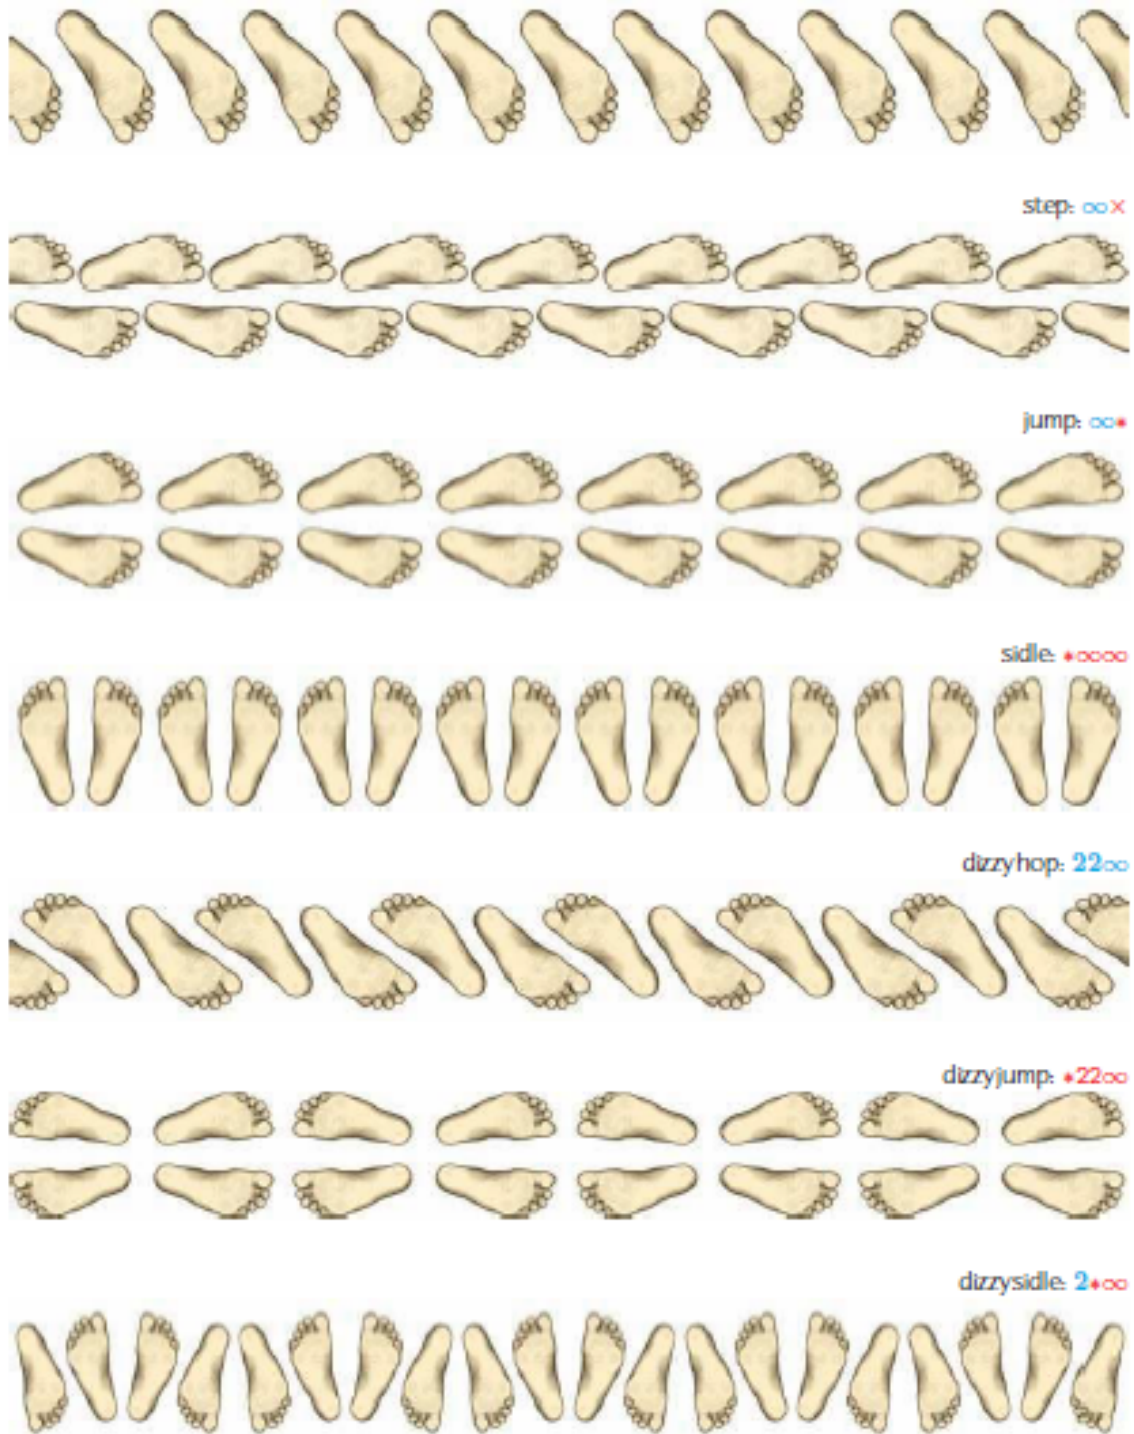 step: ∞×
jump: ∞*
sidle: *∞∞
dizzyhop: 22∞
dizzyjump: *22∞
dizzysidle: 2*∞